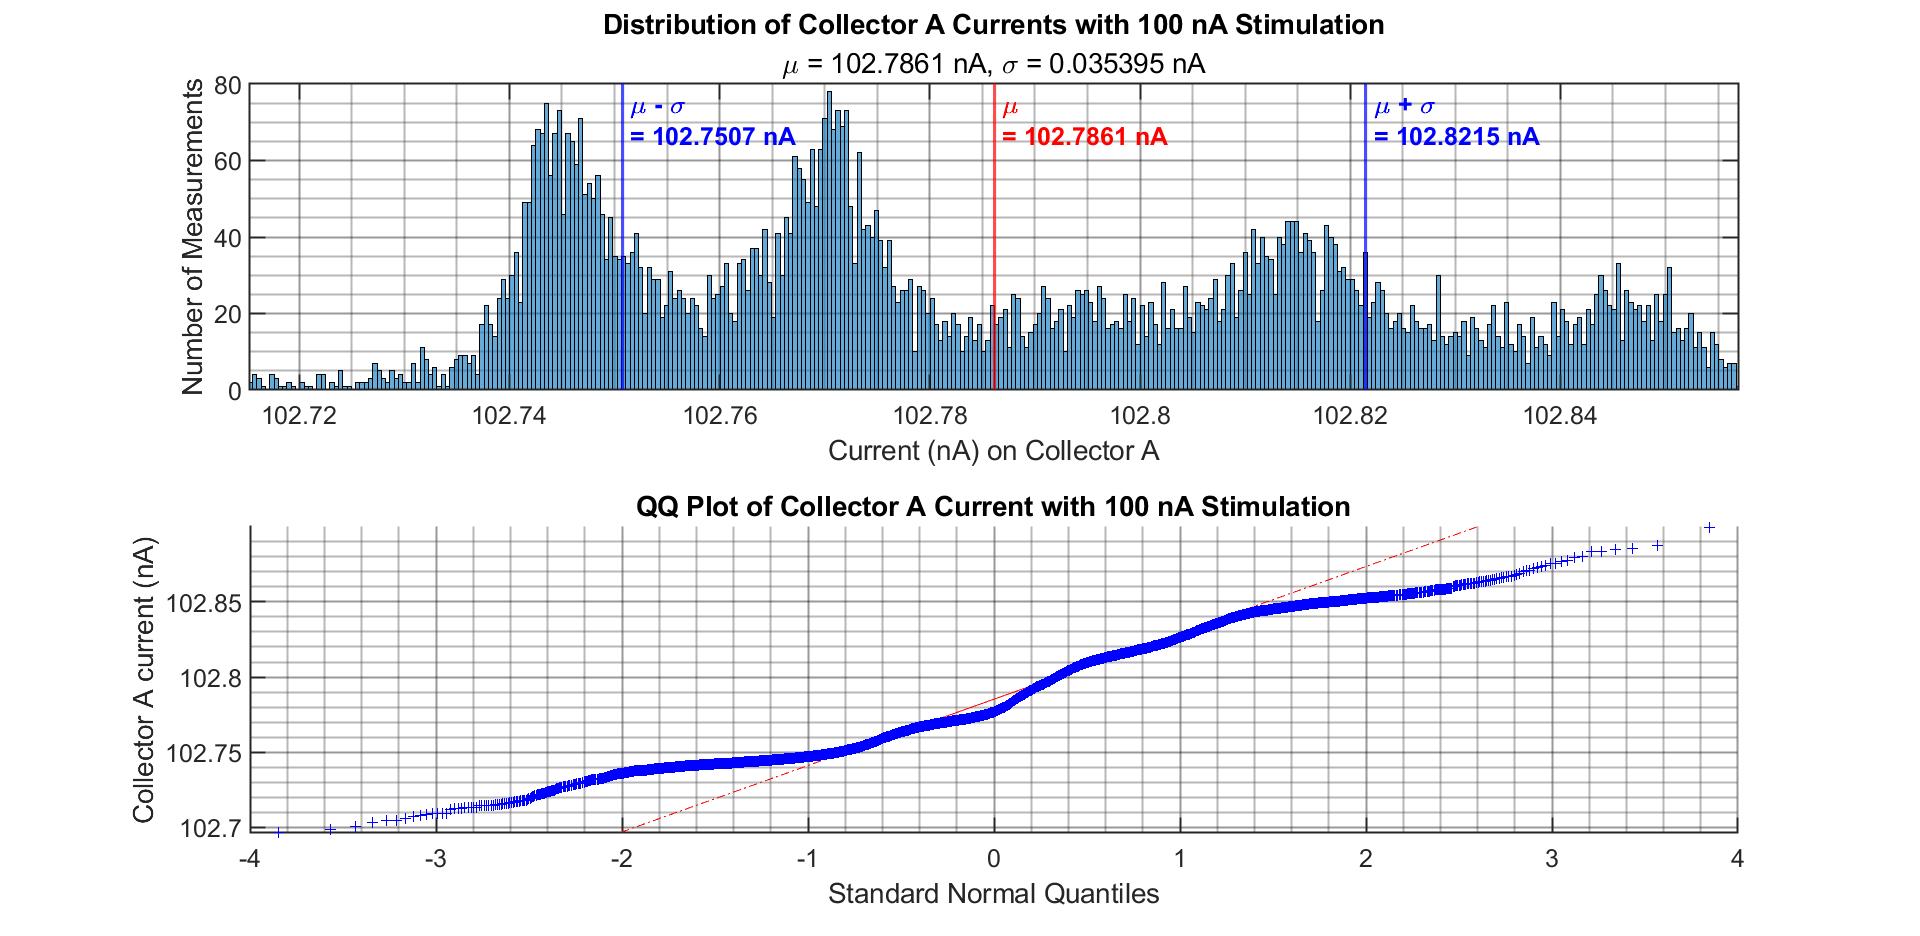 Distribution of Collector A Currents with 100 nA Stimulation
μ = 102.7861 nA, σ = 0.035395 nA
80
60
40
20
0
Number of Measurements
μ - σ
= 102.7507 nA
μ
= 102.7861 nA
μ + σ
= 102.8215 nA
102.72 102.74 102.76 102.78 102.8 102.82 102.84
Current (nA) on Collector A
QQ Plot of Collector A Current with 100 nA Stimulation
Collector A current (nA)
102.85
102.8
102.75
102.7
-4 -3 -2 -1 0 1 2 3 4
Standard Normal Quantiles